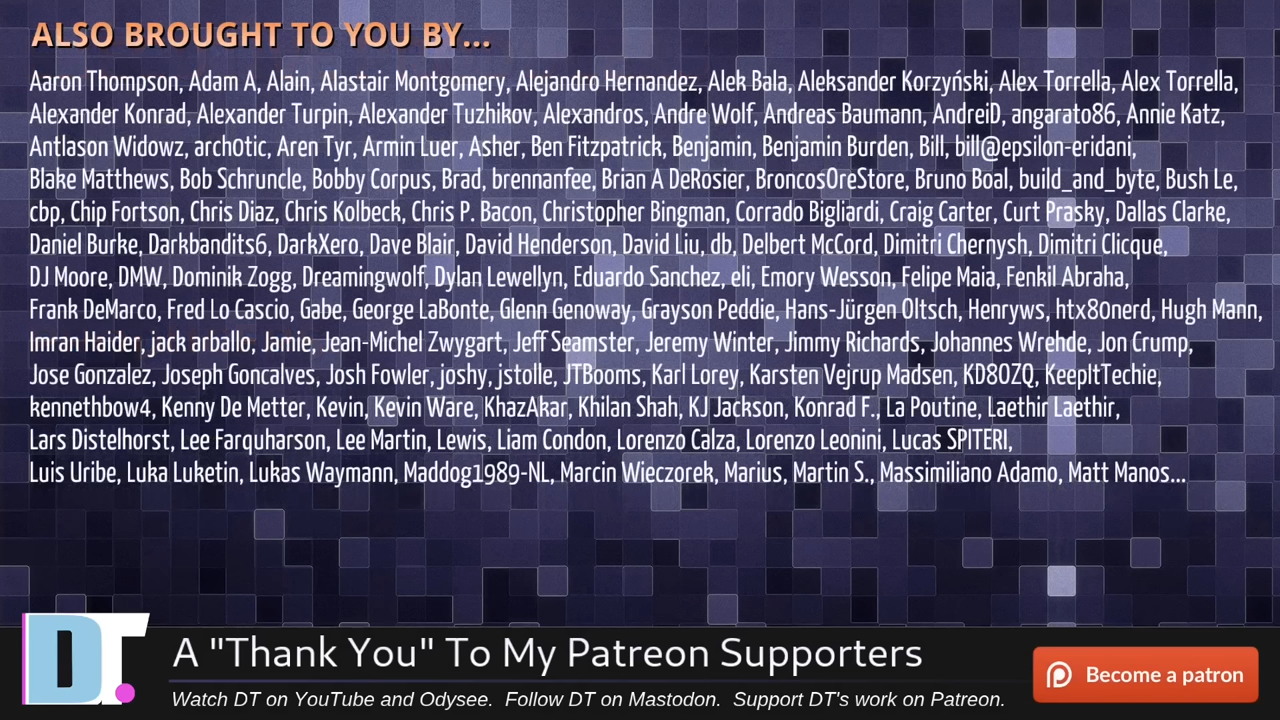 ALSO BROUGHT TO YOU BY...
Aaron Thompson, Adam A, Alain, Alastair Montgomery, Alejandro Hernandez, Alek Bala, Aleksander Korzyński, Alex Torrella, Alex Torrella,
Alexander Konrad, Alexander Turpin, Alexander Tuzhikov, Alexandros, Andre Wolf, Andreas Baumann, AndreiD, angarato86, Annie Katz,
Antlason Widowz, arch0tic, Aren Tyr, Armin Luer, Asher, Ben Fitzpatrick, Benjamin, Benjamin Burden, Bill, bill@epsilon-eridani,
Blake Matthews, Bob Schruncle, Bobby Corpus, Brad, brennanfee, Brian A DeRosier, BroncosOreStore, Bruno Boal, build_and_byte, Bush Le,
cbp, Chip Fortson, Chris Diaz, Chris Kolbeck, Chris P. Bacon, Christopher Bingman, Corrado Bigliardi, Craig Carter, Curt Prasky, Dallas Clarke,
Daniel Burke, Darkbandits6, DarkXero, Dave Blair, David Henderson, David Liu, db, Delbert McCord, Dimitri Chernysh, Dimitri Clicque,
DJ Moore, DMW, Dominik Zogg, Dreamingwolf, Dylan Lewellyn, Eduardo Sanchez, eli, Emory Wesson, Felipe Maia, Fenkil Abraha,
Frank DeMarco, Fred Lo Cascio, Gabe, George LaBonte, Glenn Genoway, Grayson Peddie, Hans-Jürgen Oltsch, Henryws, htx80nerd, Hugh Mann,
Imran Haider, jack arballo, Jamie, Jean-Michel Zwygart, Jeff Seamster, Jeremy Winter, Jimmy Richards, Johannes Wrehde, Jon Crump,
Jose Gonzalez, Joseph Goncalves, Josh Fowler, joshy, jstolle, JTBooms, Karl Lorey, Karsten Vejrup Madsen, KD8OZQ, KeepItTechie,
kennethbow4, Kenny De Metter, Kevin, Kevin Ware, KhazAkar, Khilan Shah, KJ Jackson, Konrad F., La Poutine, Laethir Laethir,
Lars Distelhorst, Lee Farquharson, Lee Martin, Lewis, Liam Condon, Lorenzo Calza, Lorenzo Leonini, Lucas SPITERI,
Luis Uribe, Luka Luketin, Lukas Waymann, Maddog1989-NL, Marcin Wieczorek, Marius, Martin S., Massimiliano Adamo, Matt Manos...
DT.
A "Thank You" To My Patreon Supporters
Watch DT on YouTube and Odysee. Follow DT on Mastodon. Support DT's work on Patreon.
Become a patron